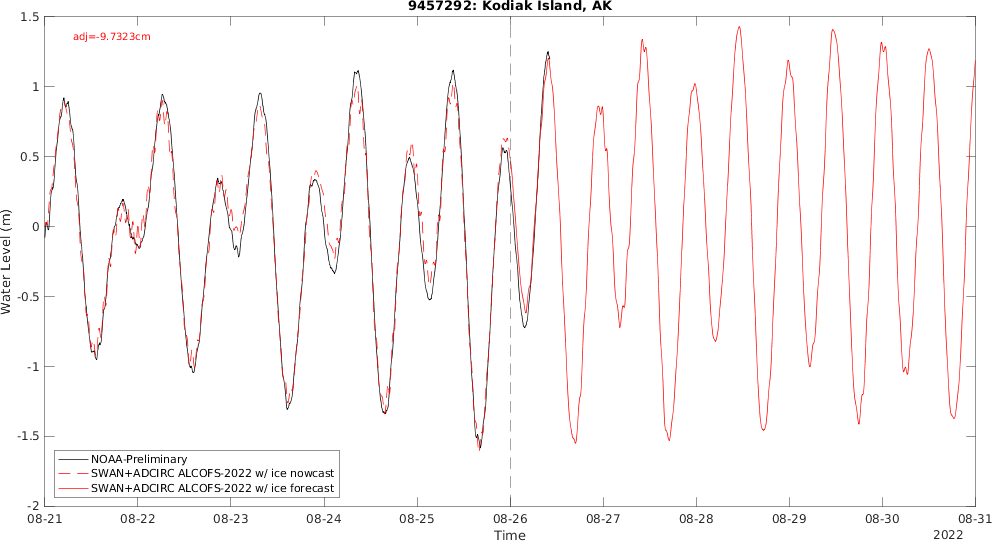 9457292: Kodiak Island, AK
adj=-9.7323cm
1.5
1
0.5
0
-0.5
-1
-1.5
-2
Water Level (m)
NOAA-Preliminary
SWAN+ADCIRC ALCOFS-2022 w/ ice nowcast
SWAN+ADCIRC ALCOFS-2022 w/ ice forecast
08-21 08-22 08-23 08-24 08-25 08-26 08-27 08-28 08-29 08-30 08-31
Time
2022